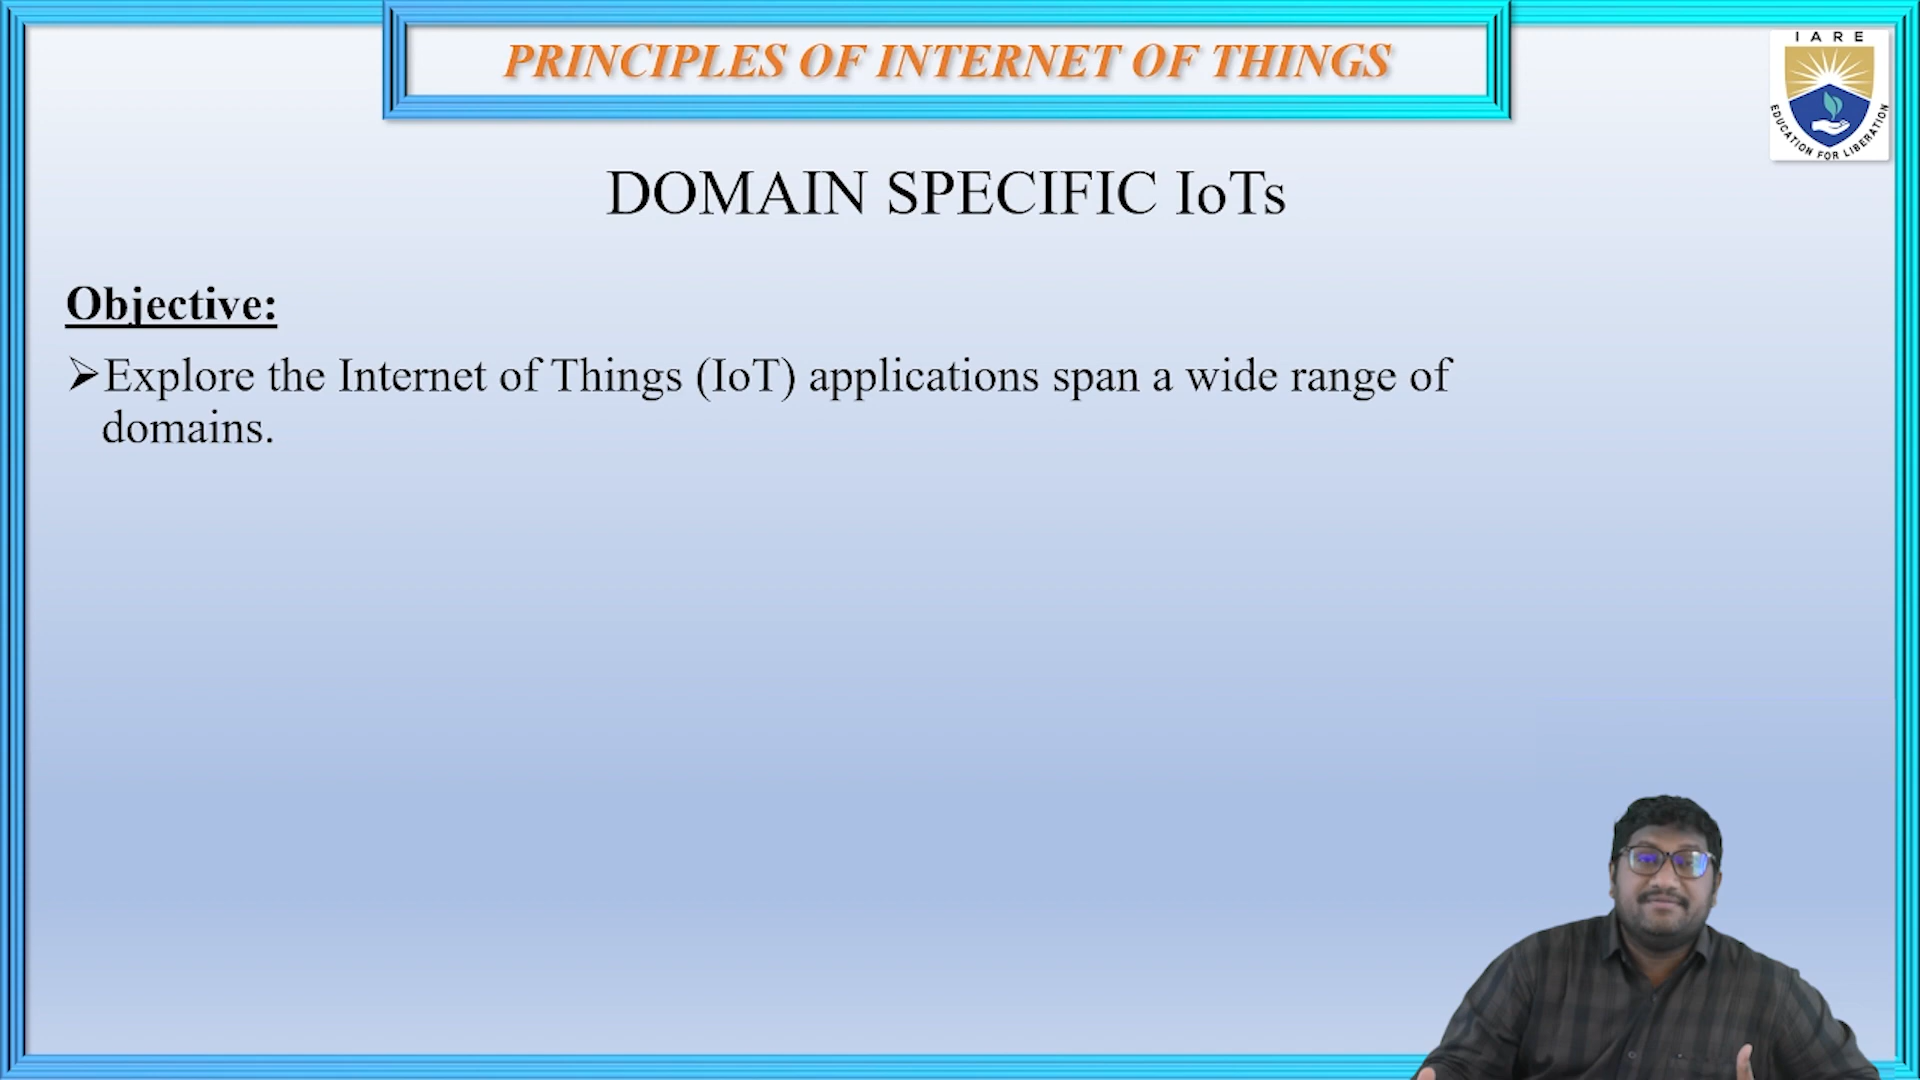 PRINCIPLES OF INTERNET OF THINGS
IARE
EDUCATION FOR LIBERATION
DOMAIN SPECIFIC IoTs
Objective:
➢Explore the Internet of Things (IoT) applications span a wide range of
domains.